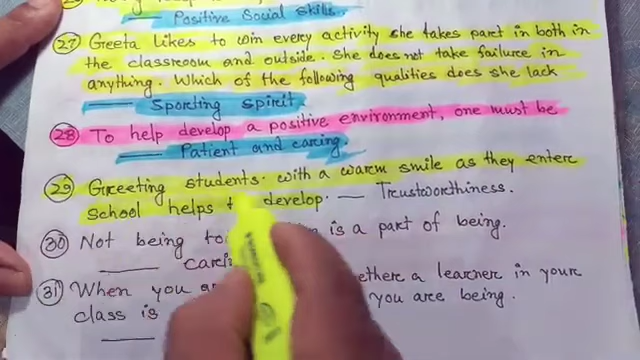 Positive Social Skills.
27 Greeta likes to win every activity she takes part in both in
the classroom and outside. She does not take failure in
anything. Which of the following qualities does she lack
Sporting spirit.
28 To help develop a positive environment, one must be
Patient and caring.
29 Greeting students. with a warm smile as they enter
School helps develop. — Trustworthiness.
30 Not being is a part of being.
31 When you a learner in your
class is you are being.